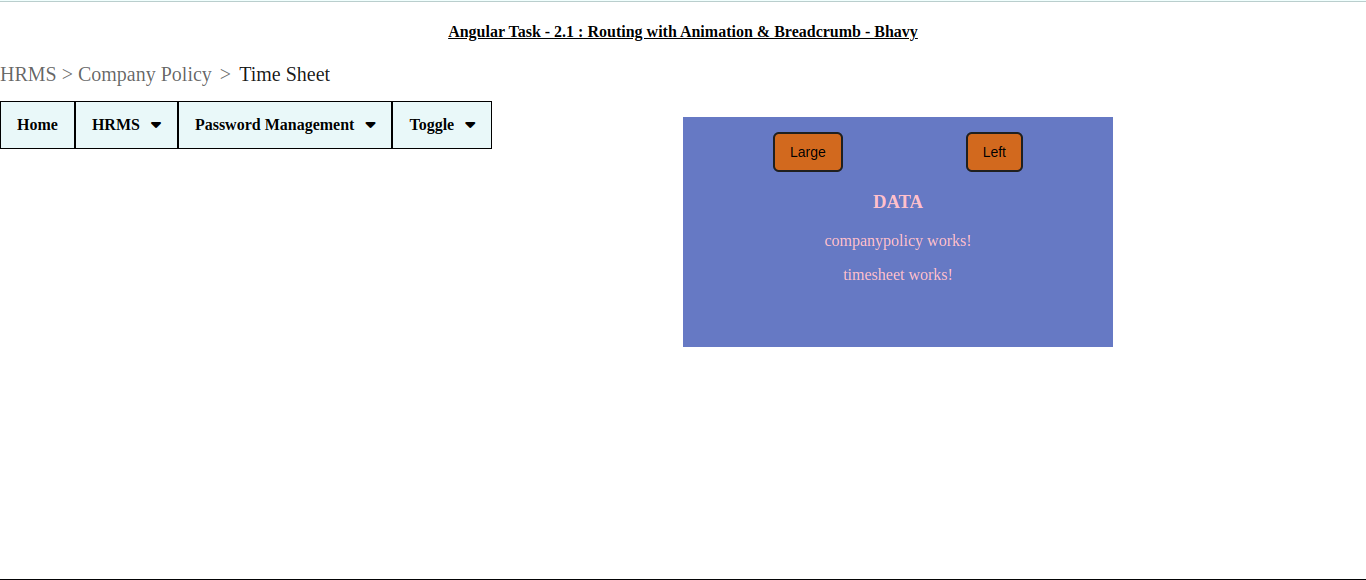 Angular Task - 2.1 : Routing with Animation & Breadcrumb - Bhavy
HRMS > Company Policy > Time Sheet
Home HRMS Password Management Toggle
Large Left
DATA
companypolicy works!
timesheet works!